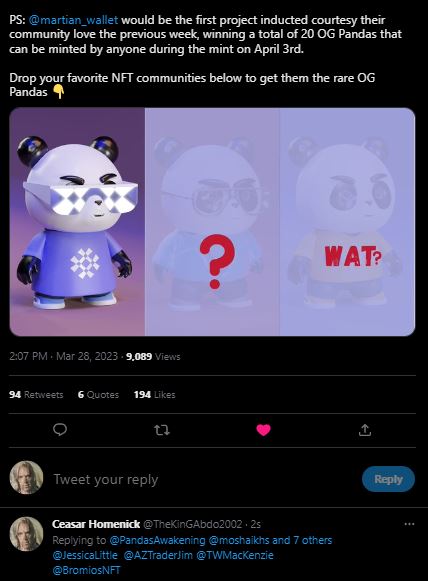 PS: @martian_wallet would be the first project inducted courtesy their
community love the previous week, winning a total of 20 OG Pandas that
can be minted by anyone during the mint on April 3rd.
Drop your favorite NFT communities below to get them the rare OG
Pandas 👇
?
WAT?
2:07 PM · Mar 28, 2023 · 9,089 Views
94 Retweets 6 Quotes 194 Likes
Tweet your reply
Reply
Ceasar Homenick @TheKinGAbdo2002 · 2s
Replying to @PandasAwakening @moshaikhs and 7 others
@JessicaLittle @AZTraderJim @TWMacKenzie
@BromiosNFT